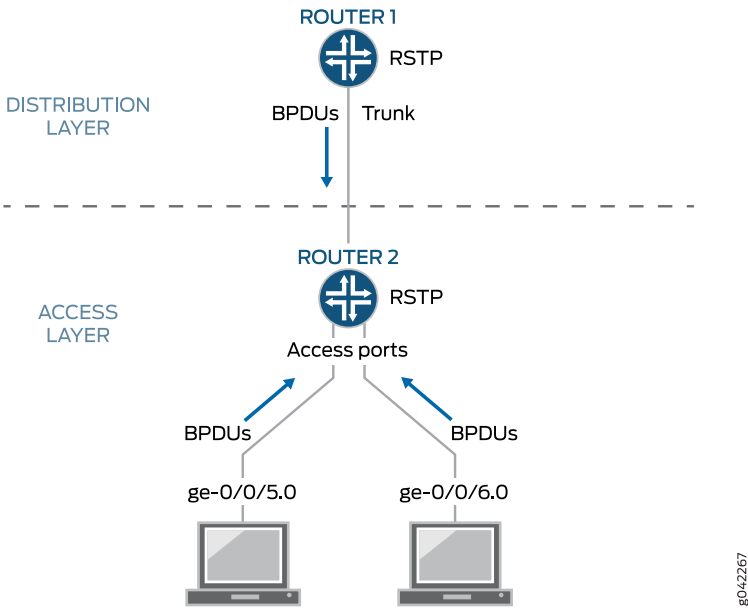 ROUTER 1
RSTP
DISTRIBUTION
LAYER
BPDUs
Trunk
ROUTER 2
RSTP
ACCESS
LAYER
Access ports
BPDUs
BPDUs
ge-0/0/5.0
ge-0/0/6.0
g042267